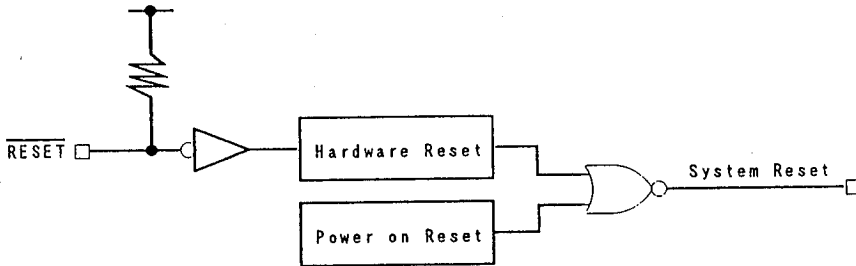 RESET
Hardware Reset
System Reset
Power on Reset